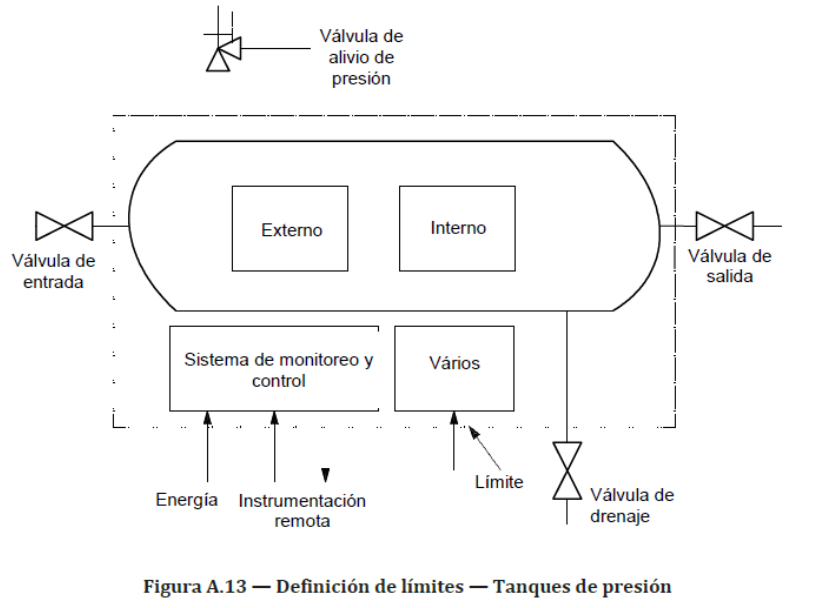 Válvula de
alivio de
presión
Externo
Interno
Válvula de
entrada
Válvula de
salida
Sistema de monitoreo y
control
Vários
Energía
Instrumentación
remota
Límite
Válvula de
drenaje
Figura A.13 — Definición de límites — Tanques de presión